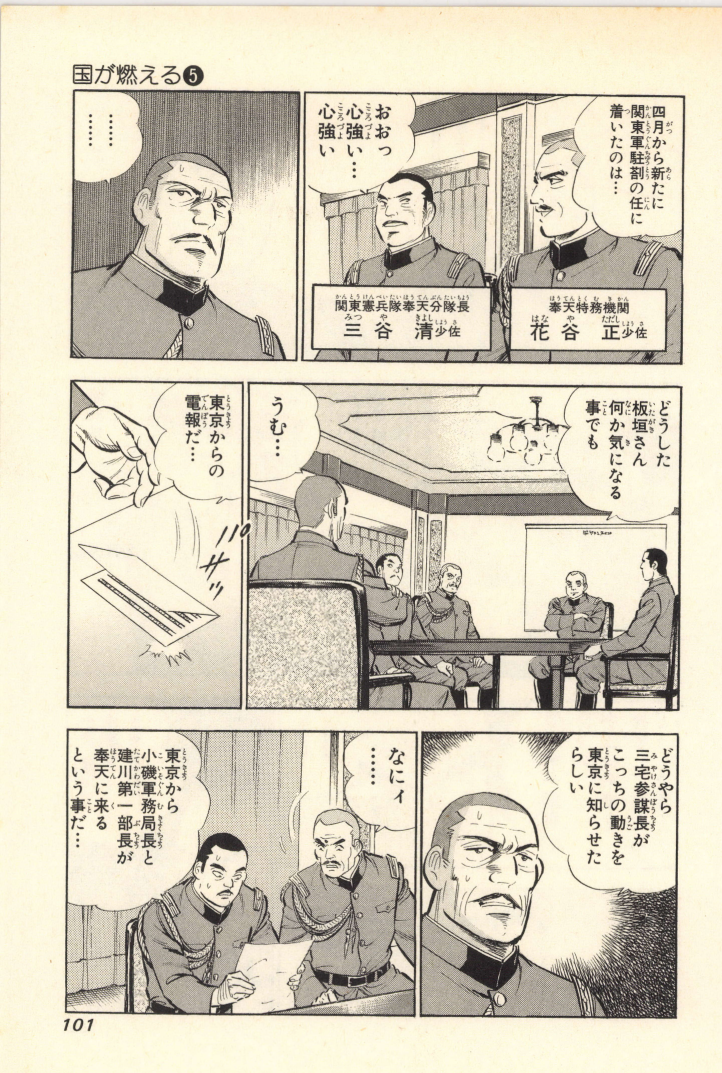 国が燃える❺
四月から新たに
関東軍駐剳の任に
着いたのは…
おおっ
心強い…
心強い
奉天特務機関
花谷 正少佐
関東憲兵隊奉天分隊長
三谷 清少佐
……
……
どうした
板垣さん
何か気になる
事でも
うむ…
東京からの
電報だ…
サッ
どうやら
三宅参謀長が
こっちの動きを
東京に知らせた
らしい
なにィ
……
東京から
小磯軍務局長と
建川第一部長が
奉天に来る
という事だ…
101